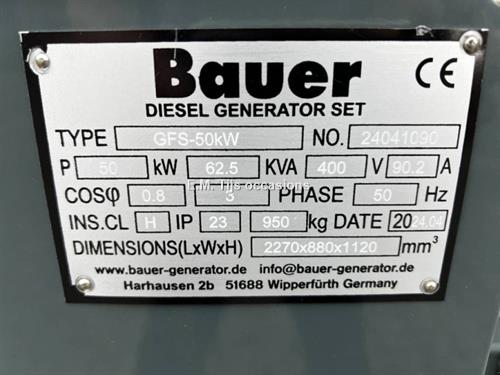 Bauer CE
DIESEL GENERATOR SET
TYPE GFS-50kW NO. 24041090
P 50 kW 62.5 KVA 400 V 90.2 A
COSφ 0.8 3 PHASE 50 Hz
E.M. Tijs occasions
INS.CL H IP 23 950 kg DATE 2024.04
DIMENSIONS(LxWxH) 2270x880x1120 mm³
www.bauer-generator.de info@bauer-generator.de
Harhausen 2b 51688 Wipperfürth Germany